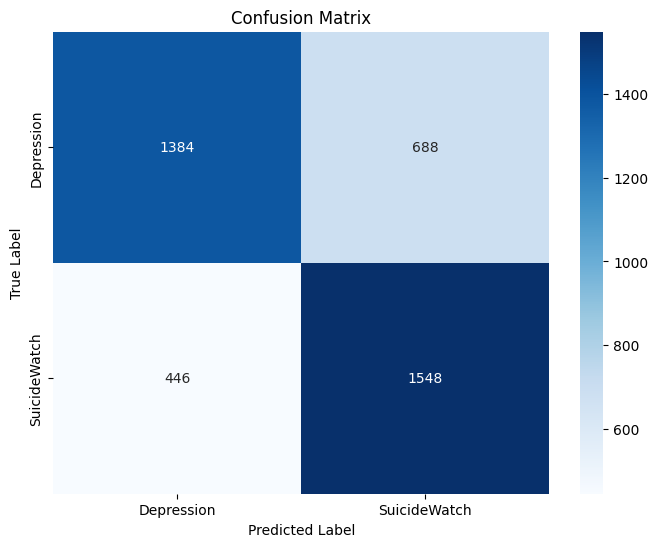 Confusion Matrix
True Label
Depression
1384
688
SuicideWatch
446
1548
Depression
SuicideWatch
Predicted Label
1400
1200
1000
800
600